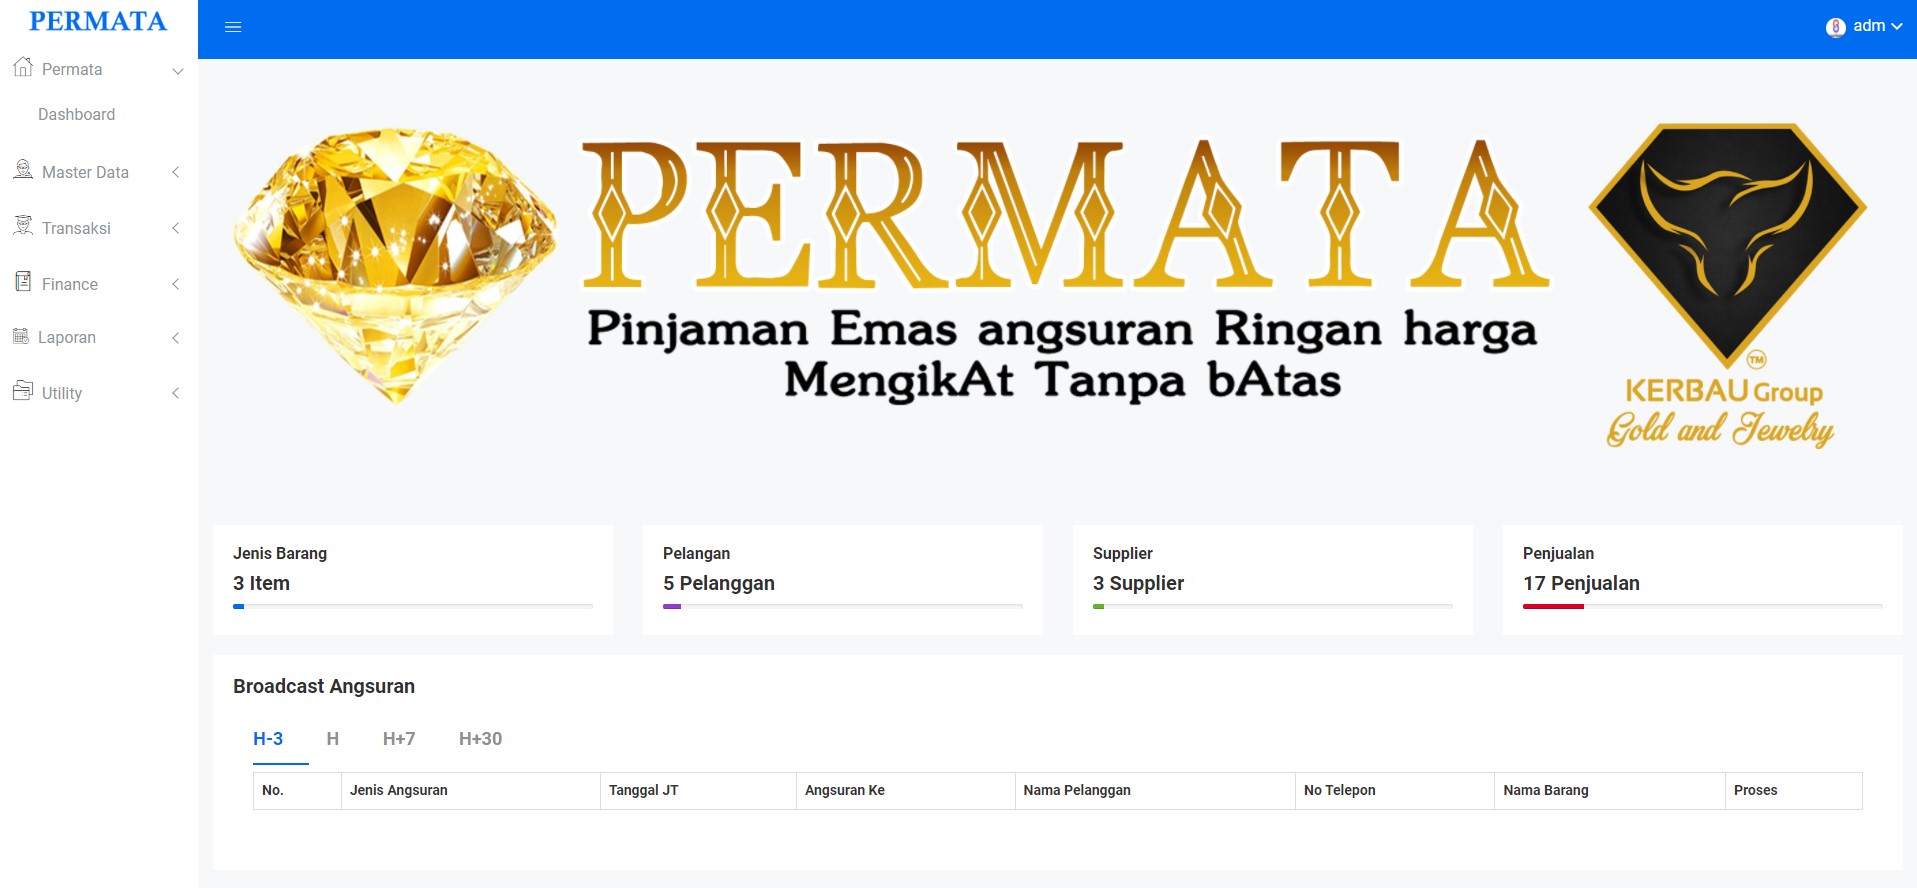 PERMATA
adm
Permata
Dashboard
Master Data
Transaksi
Finance
Laporan
Utility
PERMATA
Pinjaman Emas angsuran Ringan harga
MengikAt Tanpa bAtas
TM
KERBAU Group
Gold and Jewelry
Jenis Barang
3 Item
Pelangan
5 Pelanggan
Supplier
3 Supplier
Penjualan
17 Penjualan
Broadcast Angsuran
H-3 H H+7 H+30
No. Jenis Angsuran Tanggal JT Angsuran Ke Nama Pelanggan No Telepon Nama Barang Proses